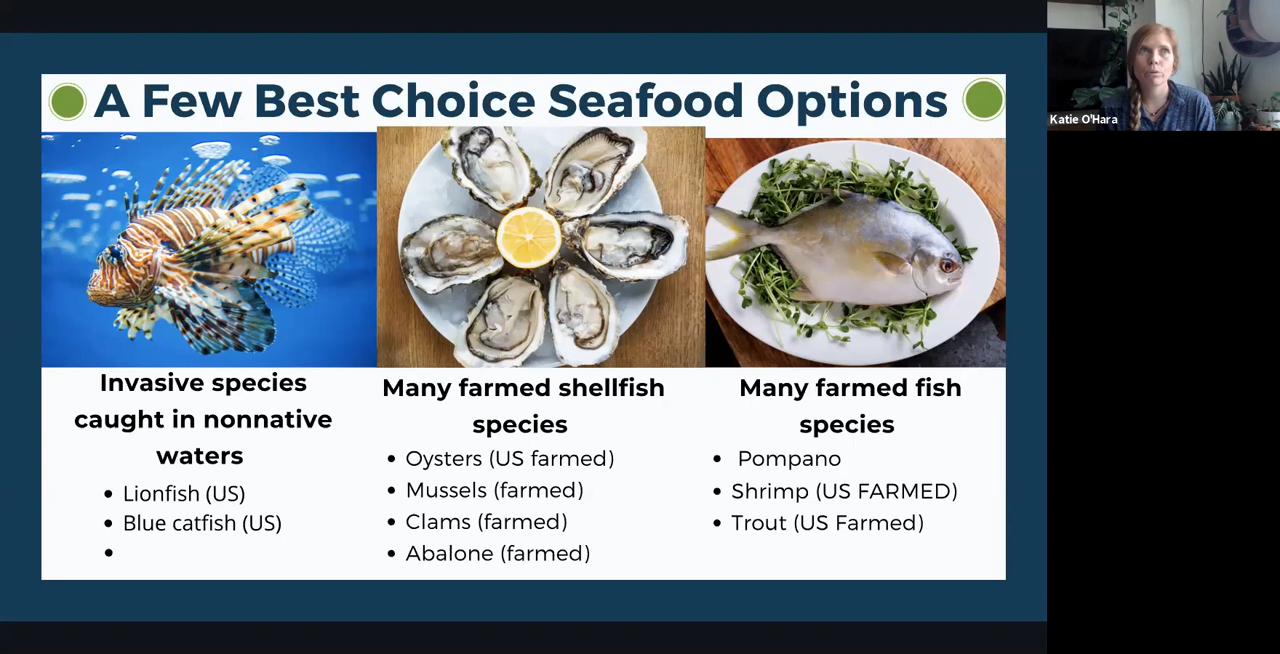 A Few Best Choice Seafood Options
Katie O'Hara
Invasive species
caught in nonnative
waters
• Lionfish (US)
• Blue catfish (US)
•
Many farmed shellfish
species
• Oysters (US farmed)
• Mussels (farmed)
• Clams (farmed)
• Abalone (farmed)
Many farmed fish
species
• Pompano
• Shrimp (US FARMED)
• Trout (US Farmed)